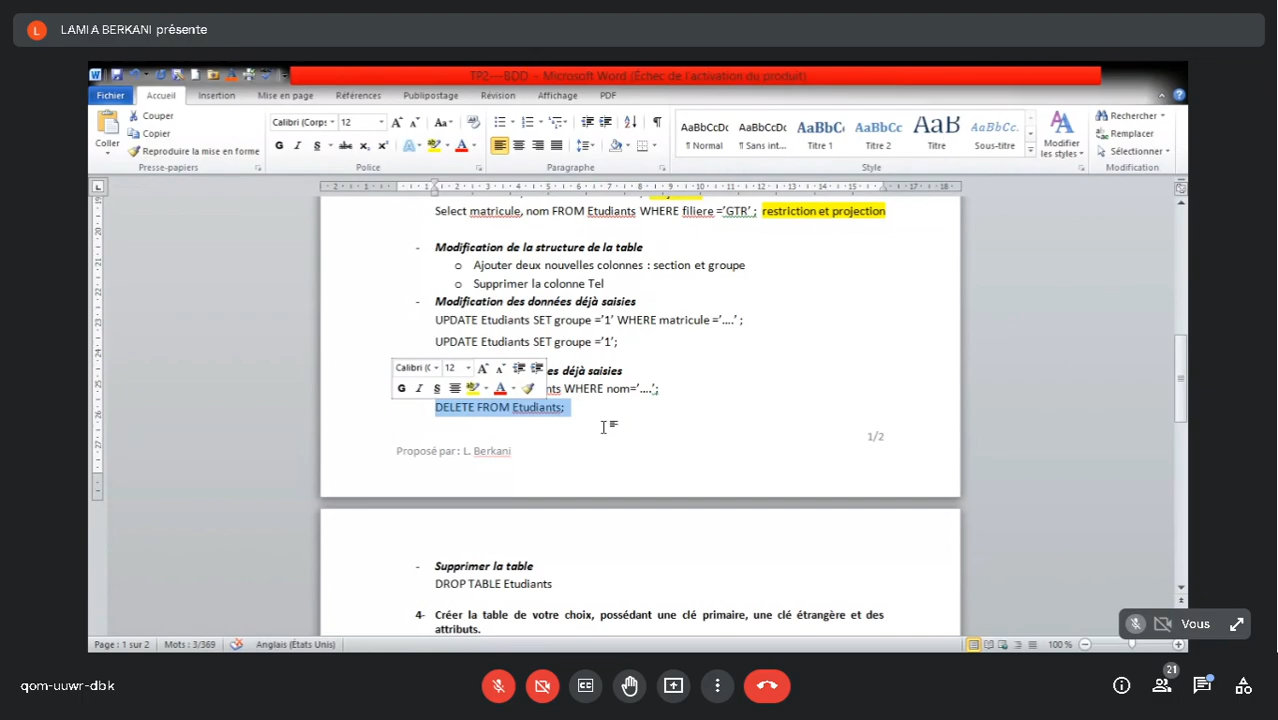 L
LAMIA BERKANI présente
TP2---BDD - Microsoft Word (Échec de l'activation du produit)
Fichier Accueil Insertion Mise en page Références Publipostage Révision Affichage PDF
Coller
Couper
Copier
Reproduire la mise en forme
Presse-papiers
Calibri (Corps 12
G I S abc x₂ x²
Police
Paragraphe
AaBbCcDc AaBbCcDc AaBbC AaBbCc AaB AaBbCc.
¶ Normal ¶ Sans int... Titre 1 Titre 2 Titre Sous-titre
Style
Modifier les styles
Rechercher
Remplacer
Sélectionner
Modification
Select matricule, nom FROM Etudiants WHERE filiere ='GTR' ; restriction et projection
- Modification de la structure de la table
o Ajouter deux nouvelles colonnes : section et groupe
o Supprimer la colonne Tel
- Modification des données déjà saisies
UPDATE Etudiants SET groupe ='1' WHERE matricule ='....' ;
UPDATE Etudiants SET groupe ='1';
Calibri (C 12
G I S
es déjà saisies
nts WHERE nom='....';
DELETE FROM Etudiants;
1/2
Proposé par : L. Berkani
- Supprimer la table
DROP TABLE Etudiants
4- Créer la table de votre choix, possédant une clé primaire, une clé étrangère et des
attributs.
Page : 1 sur 2 Mots : 3/369 Anglais (États Unis) 100 %
Vous
qom-uuwr-dbk
21